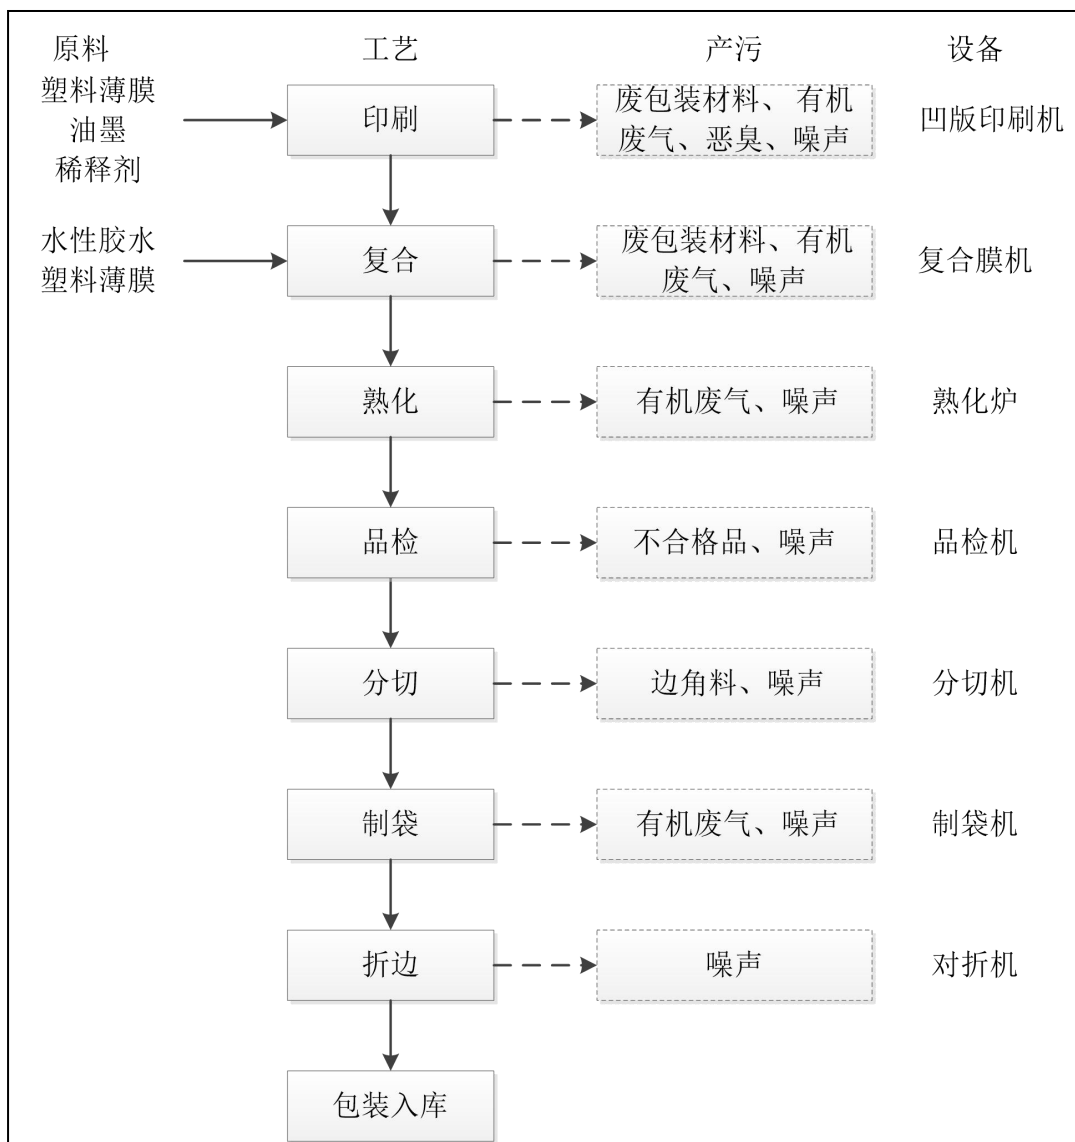 原料 工艺 产污 设备
塑料薄膜
油墨
稀释剂
印刷
废包装材料、 有机
废气、恶臭、噪声
凹版印刷机
水性胶水
塑料薄膜
复合
废包装材料、有机
废气、噪声
复合膜机
熟化
有机废气、噪声
熟化炉
品检
不合格品、噪声
品检机
分切
边角料、噪声
分切机
制袋
有机废气、噪声
制袋机
折边
噪声
对折机
包装入库